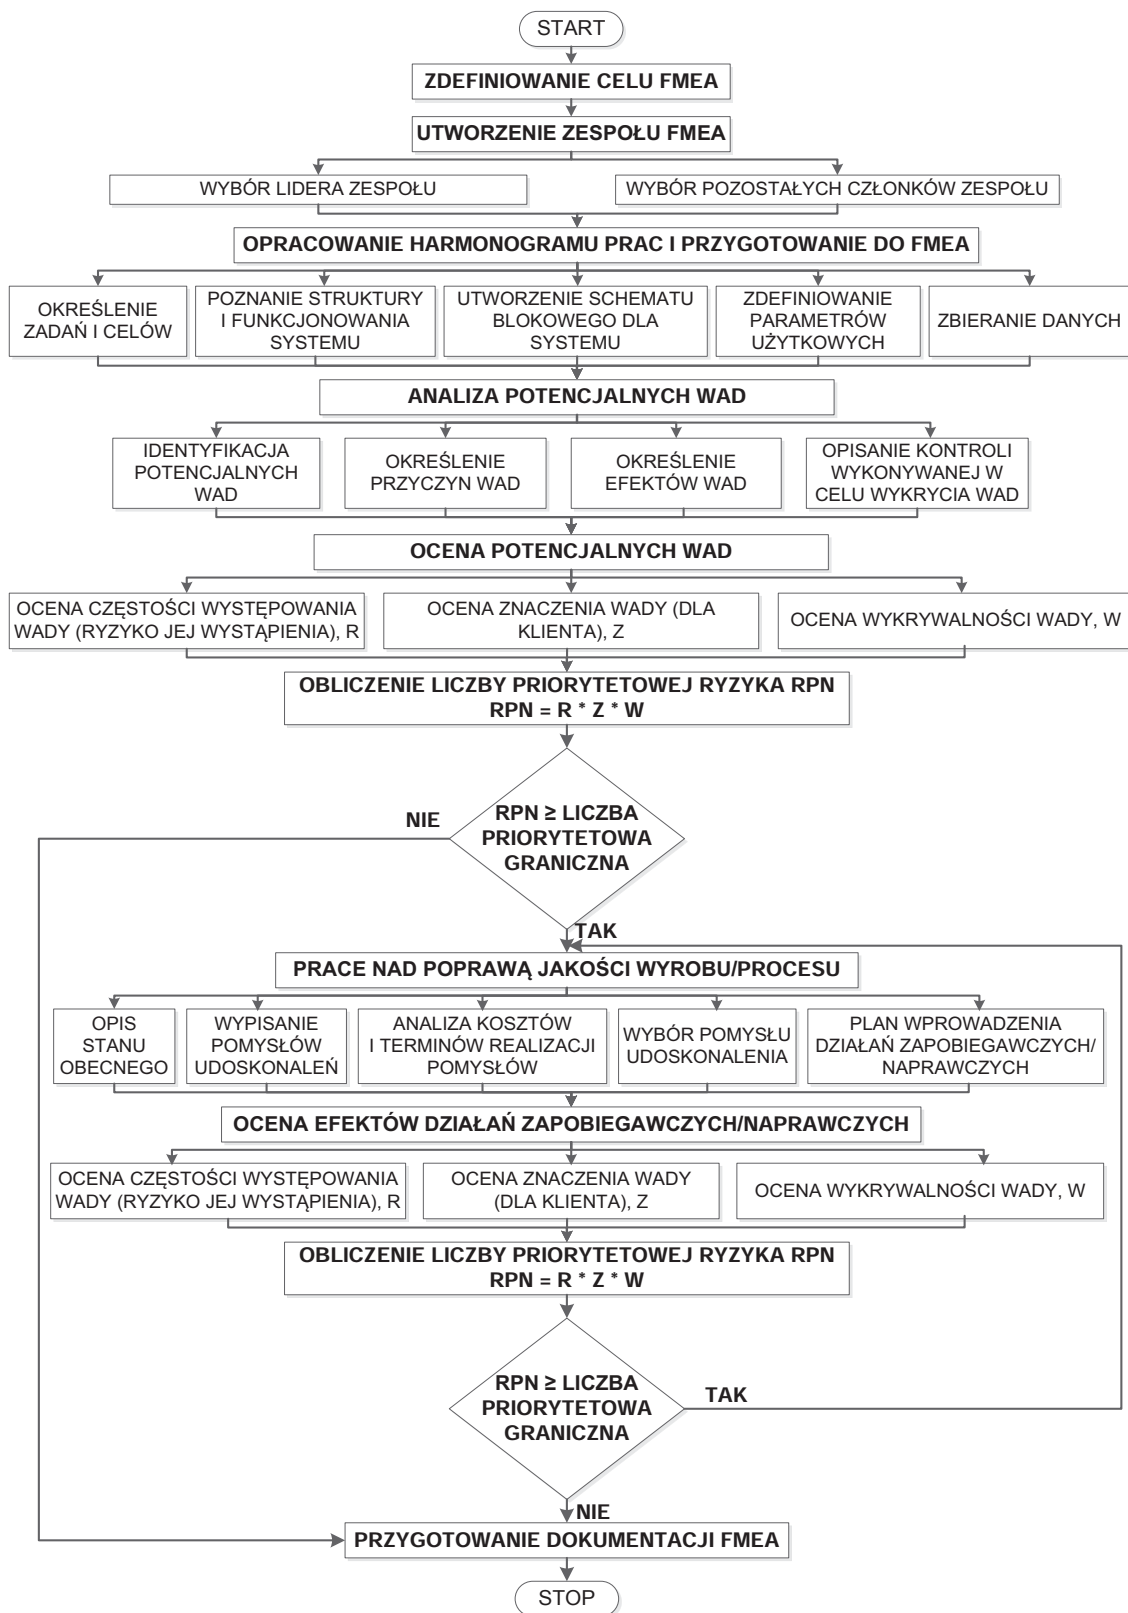 START
ZDEFINIOWANIE CELU FMEA
UTWORZENIE ZESPOŁU FMEA
WYBÓR LIDERA ZESPOŁU
WYBÓR POZOSTAŁYCH CZŁONKÓW ZESPOŁU
OPRACOWANIE HARMONOGRAMU PRAC I PRZYGOTOWANIE DO FMEA
OKREŚLENIE
ZADAŃ I CELÓW
POZNANIE STRUKTURY
I FUNKCJONOWANIA
SYSTEMU
UTWORZENIE SCHEMATU
BLOKOWEGO DLA
SYSTEMU
ZDEFINIOWANIE
PARAMETRÓW
UŻYTKOWYCH
ZBIERANIE DANYCH
ANALIZA POTENCJALNYCH WAD
IDENTYFIKACJA
POTENCJALNYCH
WAD
OKREŚLENIE
PRZYCZYN WAD
OKREŚLENIE
EFEKTÓW WAD
OPISANIE KONTROLI
WYKONYWANEJ W
CELU WYKRYCIA WAD
OCENA POTENCJALNYCH WAD
OCENA CZĘSTOŚCI WYSTĘPOWANIA
WADY (RYZYKO JEJ WYSTĄPIENIA), R
OCENA ZNACZENIA WADY (DLA
KLIENTA), Z
OCENA WYKRYWALNOŚCI WADY, W
OBLICZENIE LICZBY PRIORYTETOWEJ RYZYKA RPN
RPN = R * Z * W
RPN ≥ LICZBA
PRIORYTETOWA
GRANICZNA
NIE
TAK
PRACE NAD POPRAWĄ JAKOŚCI WYROBU/PROCESU
OPIS
STANU
OBECNEGO
WYPISANIE
POMYSŁÓW
UDOSKONALEŃ
ANALIZA KOSZTÓW
I TERMINÓW REALIZACJI
POMYSŁÓW
WYBÓR POMYSŁU
UDOSKONALENIA
PLAN WPROWADZENIA
DZIAŁAŃ ZAPOBIEGAWCZYCH/
NAPRAWCZYCH
OCENA EFEKTÓW DZIAŁAŃ ZAPOBIEGAWCZYCH/NAPRAWCZYCH
OCENA CZĘSTOŚCI WYSTĘPOWANIA
WADY (RYZYKO JEJ WYSTĄPIENIA), R
OCENA ZNACZENIA WADY
(DLA KLIENTA), Z
OCENA WYKRYWALNOŚCI WADY, W
OBLICZENIE LICZBY PRIORYTETOWEJ RYZYKA RPN
RPN = R * Z * W
RPN ≥ LICZBA
PRIORYTETOWA
GRANICZNA
TAK
NIE
PRZYGOTOWANIE DOKUMENTACJI FMEA
STOP